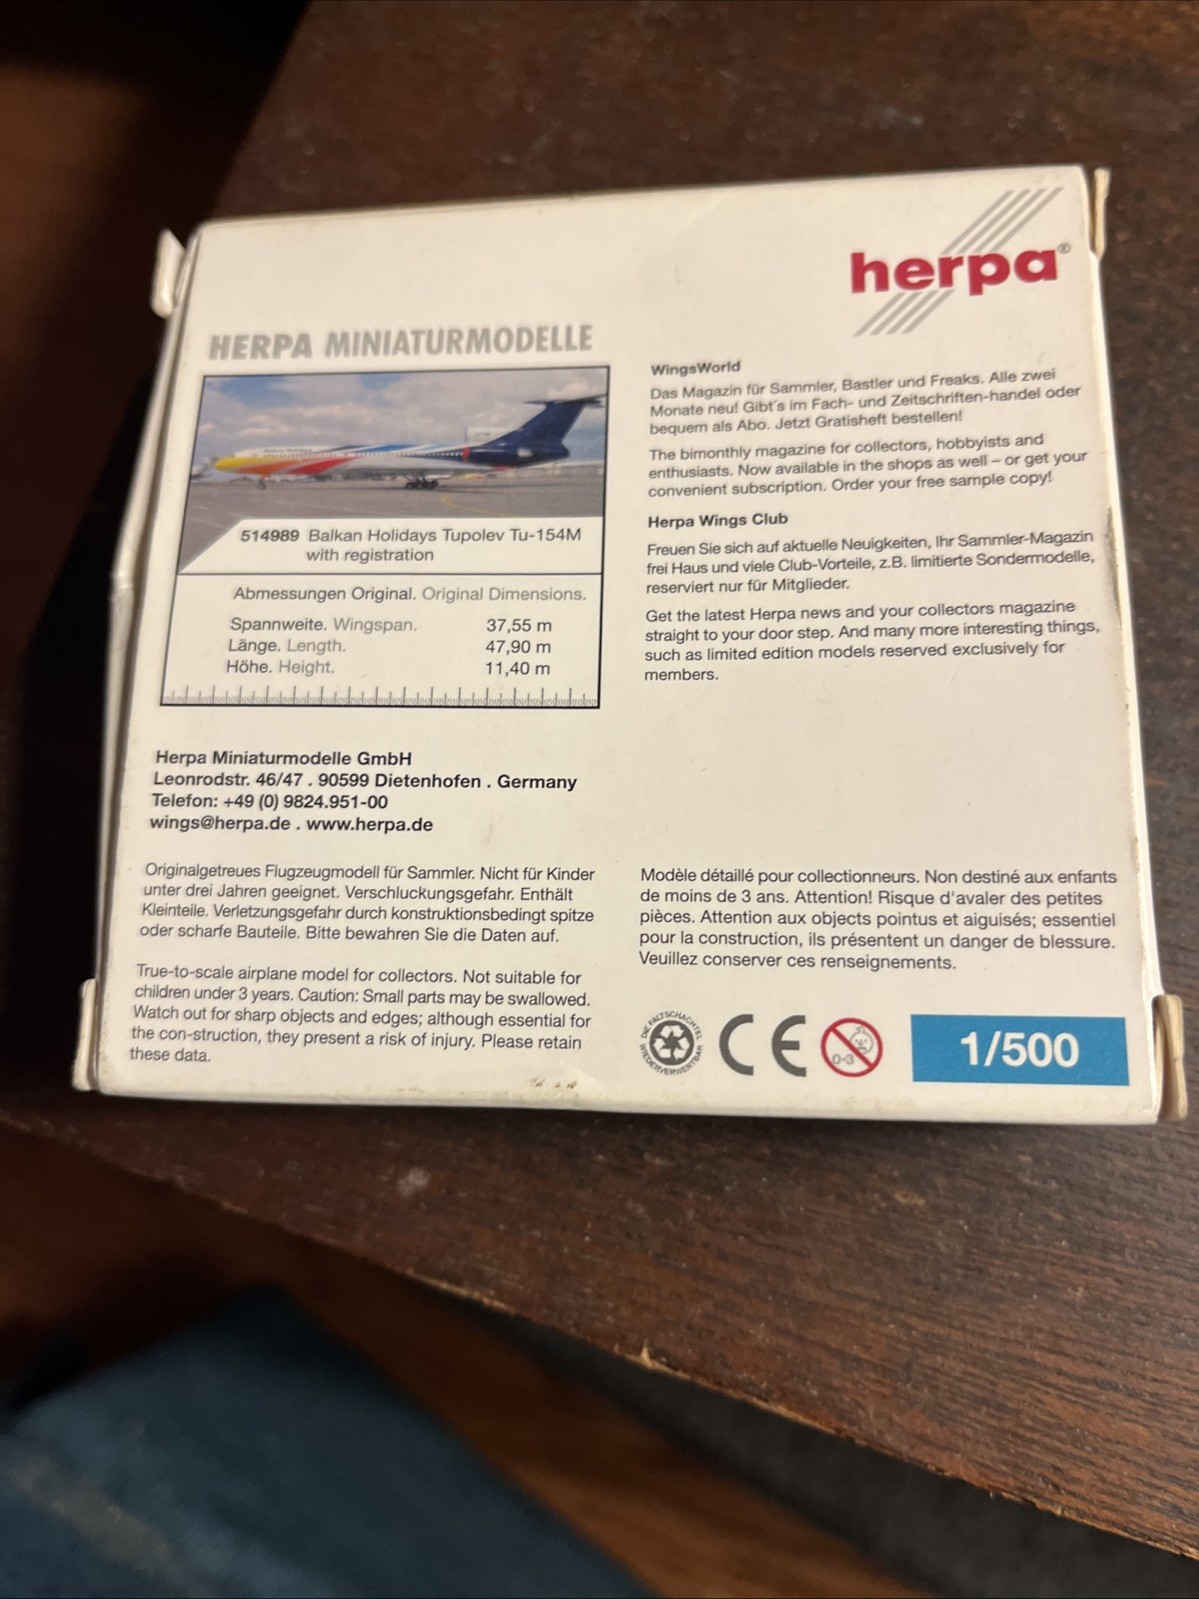 herpa®
HERPA MINIATURMODELLE
514989 Balkan Holidays Tupolev Tu-154M
with registration
Abmessungen Original. Original Dimensions.
Spannweite. Wingspan. 37,55 m
Länge. Length. 47,90 m
Höhe. Height. 11,40 m
WingsWorld
Das Magazin für Sammler, Bastler und Freaks. Alle zwei
Monate neu! Gibt´s im Fach- und Zeitschriften-handel oder
bequem als Abo. Jetzt Gratisheft bestellen!
The bimonthly magazine for collectors, hobbyists and
enthusiasts. Now available in the shops as well – or get your
convenient subscription. Order your free sample copy!
Herpa Wings Club
Freuen Sie sich auf aktuelle Neuigkeiten, Ihr Sammler-Magazin
frei Haus und viele Club-Vorteile, z.B. limitierte Sondermodelle,
reserviert nur für Mitglieder.
Get the latest Herpa news and your collectors magazine
straight to your door step. And many more interesting things,
such as limited edition models reserved exclusively for
members.
Herpa Miniaturmodelle GmbH
Leonrodstr. 46/47 . 90599 Dietenhofen . Germany
Telefon: +49 (0) 9824.951-00
wings@herpa.de . www.herpa.de
Originalgetreues Flugzeugmodell für Sammler. Nicht für Kinder
unter drei Jahren geeignet. Verschluckungsgefahr. Enthält
Kleinteile. Verletzungsgefahr durch konstruktionsbedingt spitze
oder scharfe Bauteile. Bitte bewahren Sie die Daten auf.
True-to-scale airplane model for collectors. Not suitable for
children under 3 years. Caution: Small parts may be swallowed.
Watch out for sharp objects and edges; although essential for
the con-struction, they present a risk of injury. Please retain
these data.
Modèle détaillé pour collectionneurs. Non destiné aux enfants
de moins de 3 ans. Attention! Risque d'avaler des petites
pièces. Attention aux objects pointus et aiguisés; essentiel
pour la construction, ils présentent un danger de blessure.
Veuillez conserver ces renseignements.
DIE FALTSCHACHTEL
WIEDERVERWERTBAR
CE
0-3
1/500